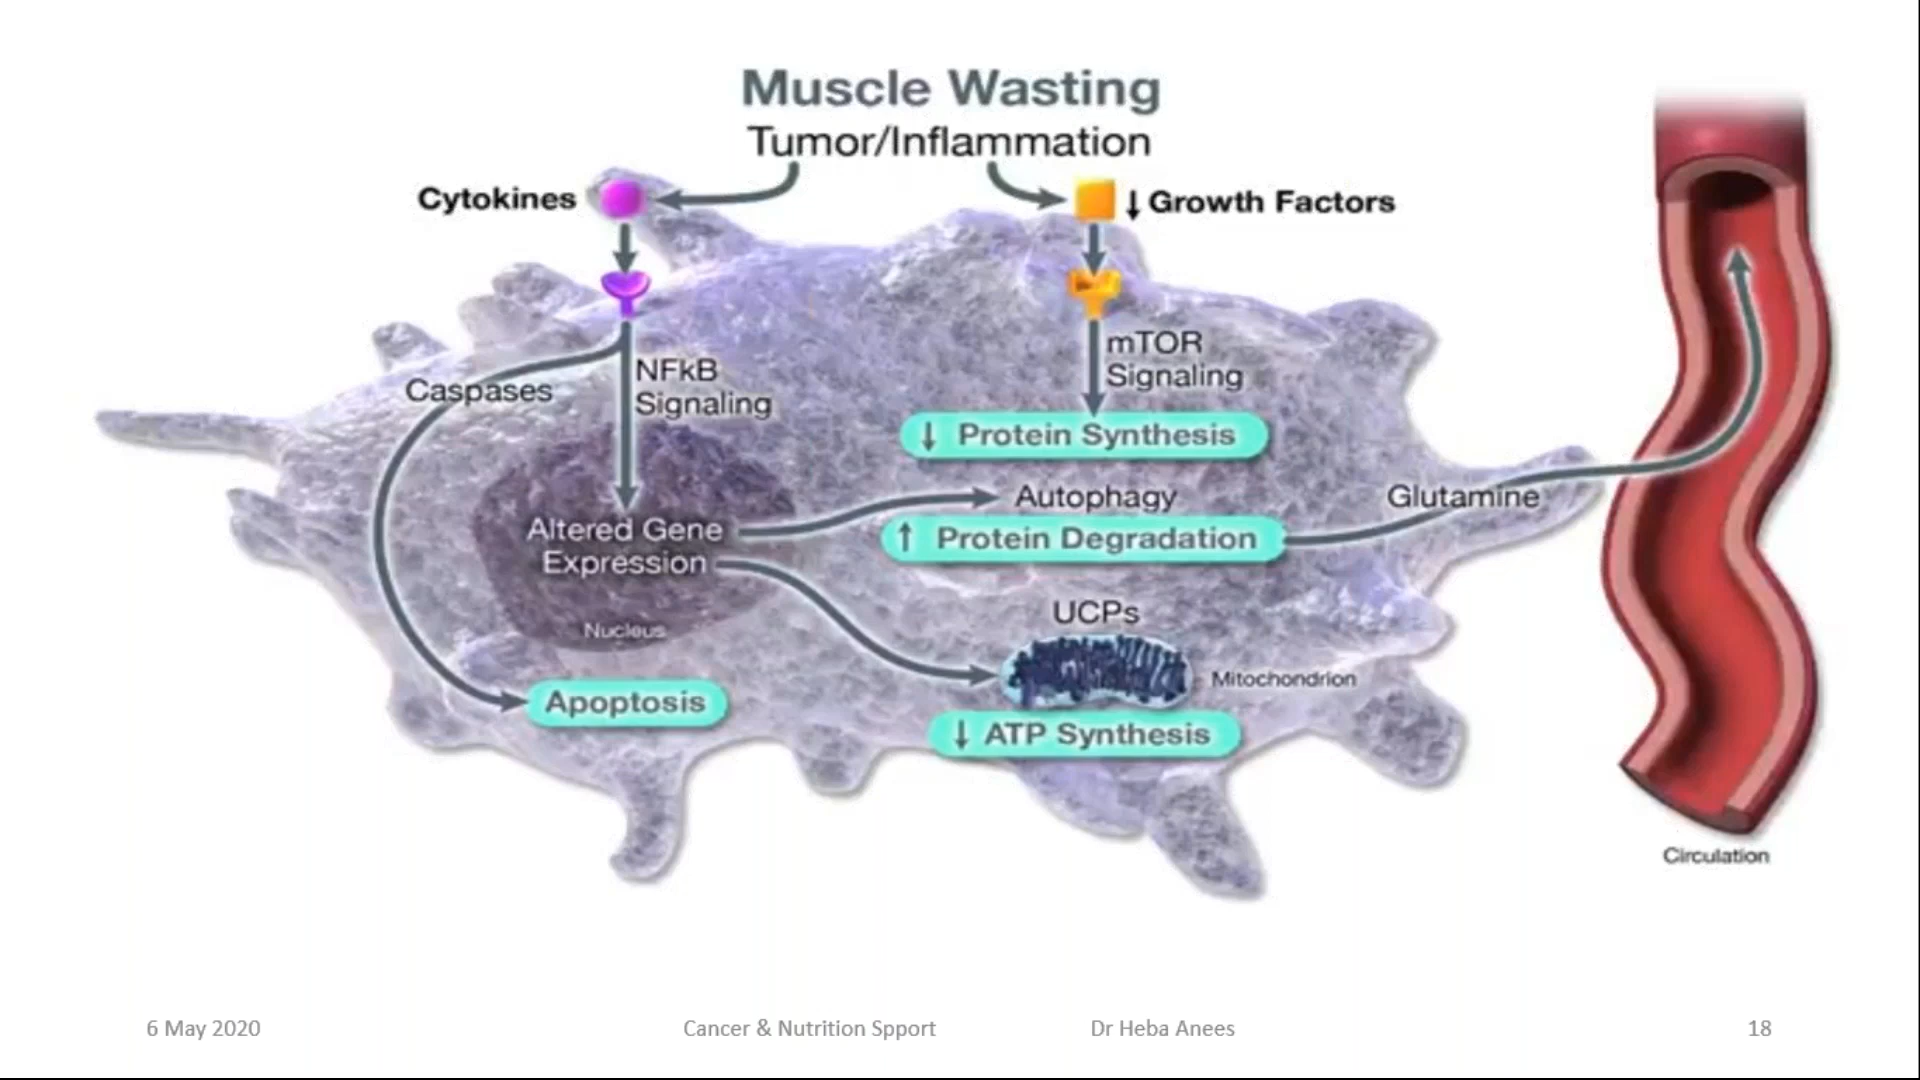 Muscle Wasting
Tumor/Inflammation
Cytokines
↓ Growth Factors
Caspases
NFkB
Signaling
mTOR
Signaling
↓ Protein Synthesis
Autophagy
↑ Protein Degradation
Glutamine
Altered Gene
Expression
Nucleus
UCPs
Mitochondrion
Apoptosis
↓ ATP Synthesis
Circulation
6 May 2020
Cancer & Nutrition Spport
Dr Heba Anees
18